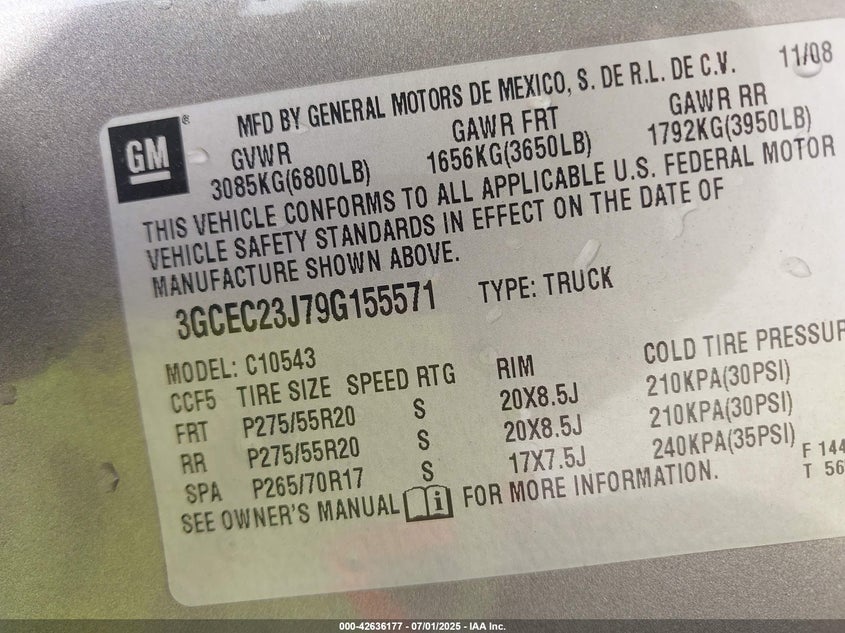 11/08
MFD BY GENERAL MOTORS DE MEXICO, S. DE R.L. DE C.V.
GM ®
GVWR GAWR FRT GAWR RR
3085KG(6800LB) 1656KG(3650LB) 1792KG(3950LB)
THIS VEHICLE CONFORMS TO ALL APPLICABLE U.S. FEDERAL MOTOR
VEHICLE SAFETY STANDARDS IN EFFECT ON THE DATE OF
MANUFACTURE SHOWN ABOVE.
3GCEC23J79G155571 TYPE: TRUCK
MODEL: C10543
CCF5 TIRE SIZE SPEED RTG RIM COLD TIRE PRESSUR
FRT P275/55R20 S 20X8.5J 210KPA(30PSI)
RR P275/55R20 S 20X8.5J 210KPA(30PSI)
SPA P265/70R17 S 17X7.5J 240KPA(35PSI)
F 144
T 56
SEE OWNER'S MANUAL i FOR MORE INFORMATION.
000-42636177 - 07/01/2025 - IAA Inc.